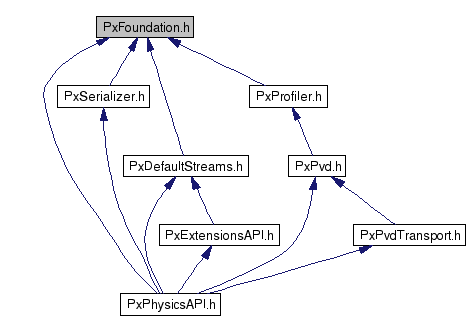 PxFoundation.h
PxSerializer.h
PxProfiler.h
PxDefaultStreams.h
PxPvd.h
PxExtensionsAPI.h
PxPvdTransport.h
PxPhysicsAPI.h